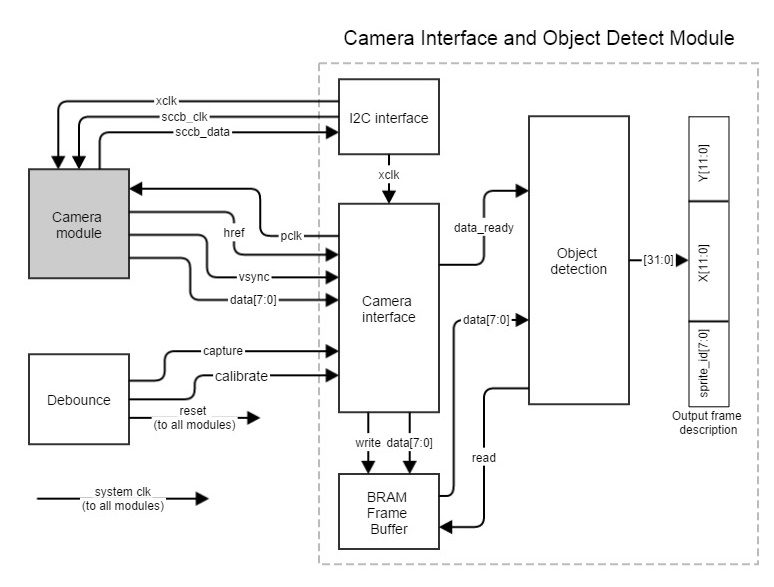 Camera Interface and Object Detect Module
xclk
sccb_clk
sccb_data
I2C interface
xclk
Camera
module
href
pclk
vsync
data[7:0]
Camera
interface
data_ready
data[7:0]
Object
detection
[31:0]
Y[11:0]
X[11:0]
sprite_id[7:0]
Output frame
description
Debounce
capture
calibrate
reset
(to all modules)
write data[7:0]
read
BRAM
Frame
Buffer
system clk
(to all modules)